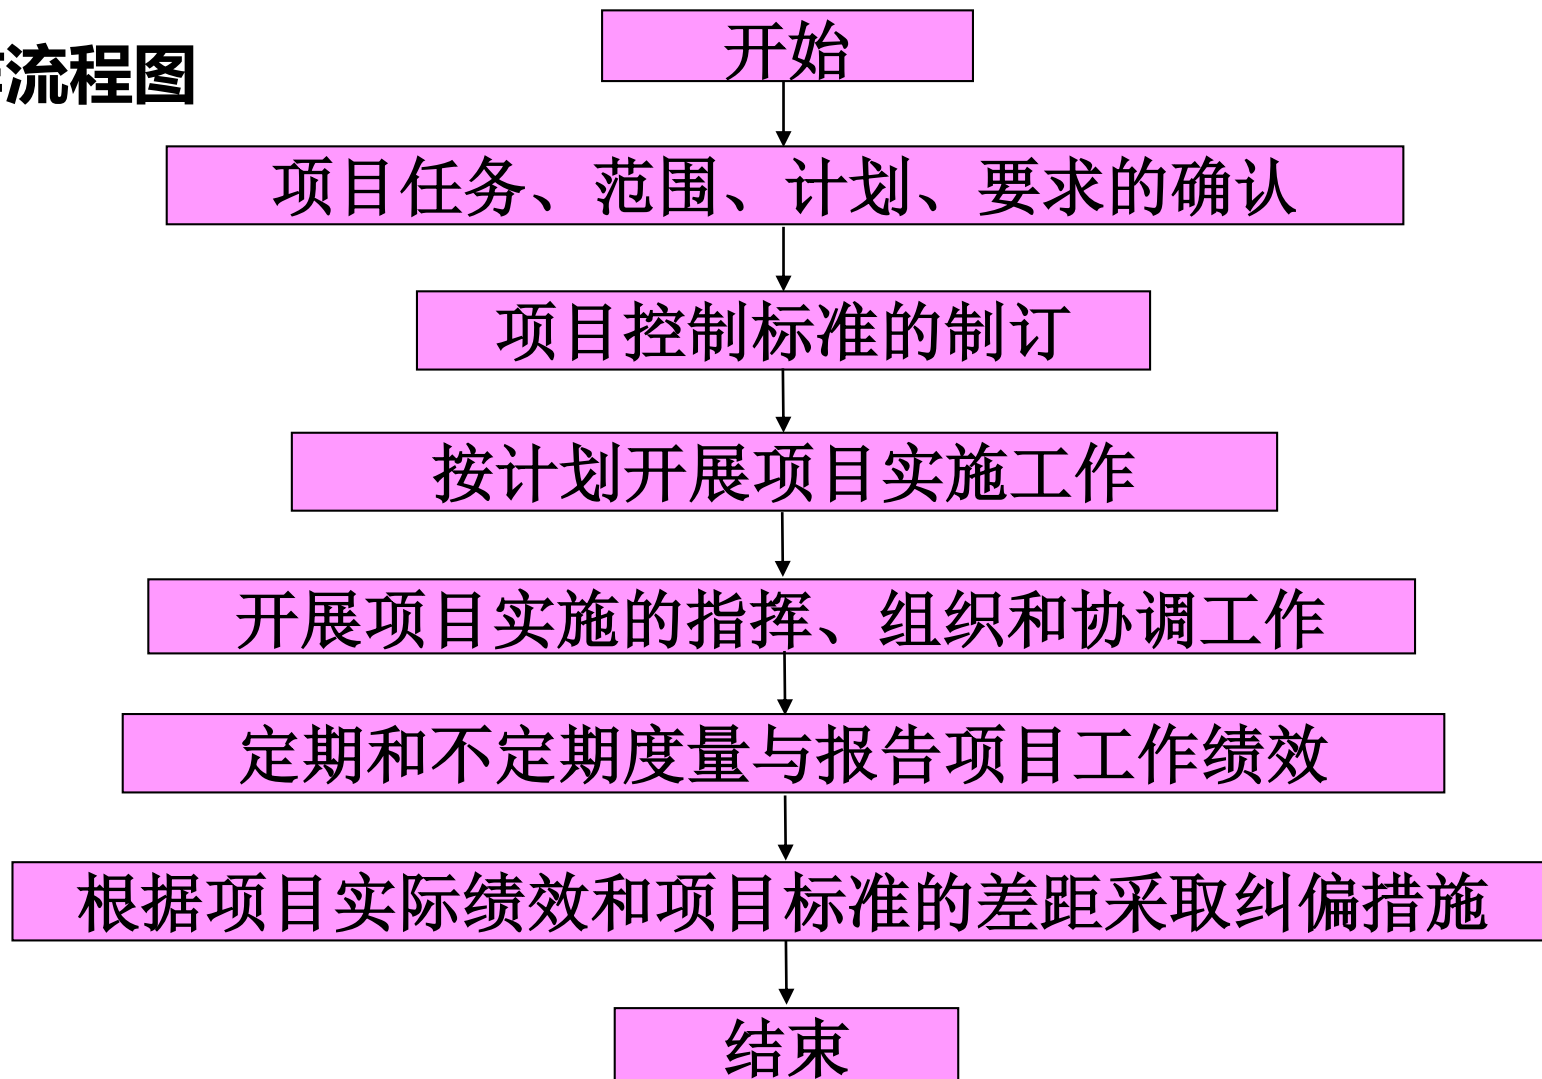 开始
流程图
项目任务、范围、计划、要求的确认
项目控制标准的制订
按计划开展项目实施工作
开展项目实施的指挥、组织和协调工作
定期和不定期度量与报告项目工作绩效
根据项目实际绩效和项目标准的差距采取纠偏措施
结束